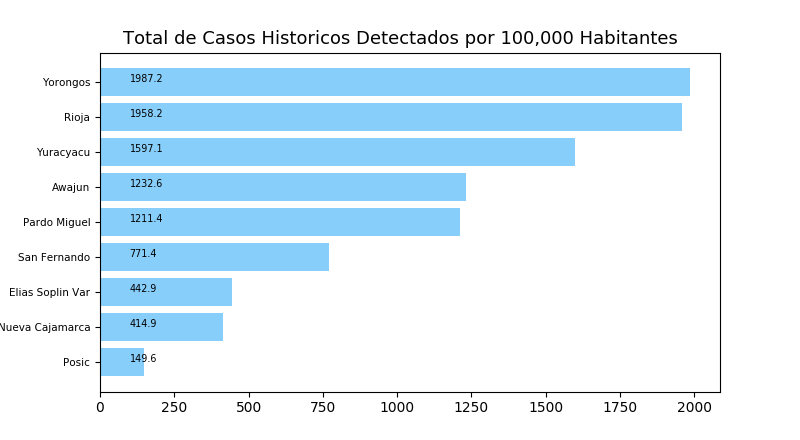 Total de Casos Historicos Detectados por 100,000 Habitantes
Yorongos 1987.2
Rioja 1958.2
Yuracyacu 1597.1
Awajun 1232.6
Pardo Miguel 1211.4
San Fernando 771.4
Elias Soplin Var 442.9
Nueva Cajamarca 414.9
Posic 149.6
0 250 500 750 1000 1250 1500 1750 2000